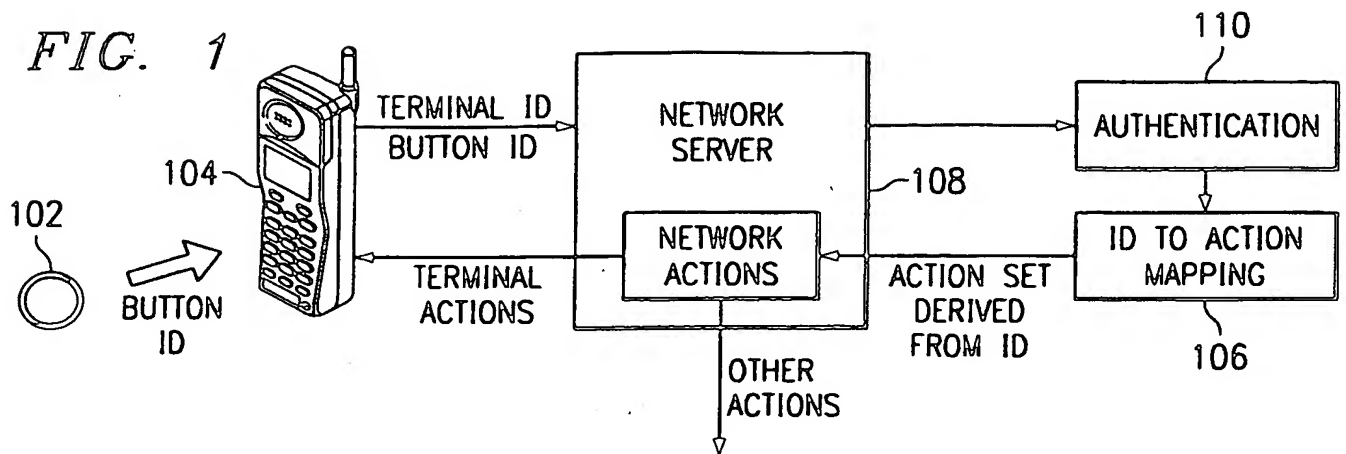 FIG. 1
110
TERMINAL ID
BUTTON ID
NETWORK
SERVER
AUTHENTICATION
104
108
102
NETWORK
ACTIONS
ID TO ACTION
MAPPING
BUTTON
ID
TERMINAL
ACTIONS
ACTION SET
DERIVED
FROM ID
106
OTHER
ACTIONS